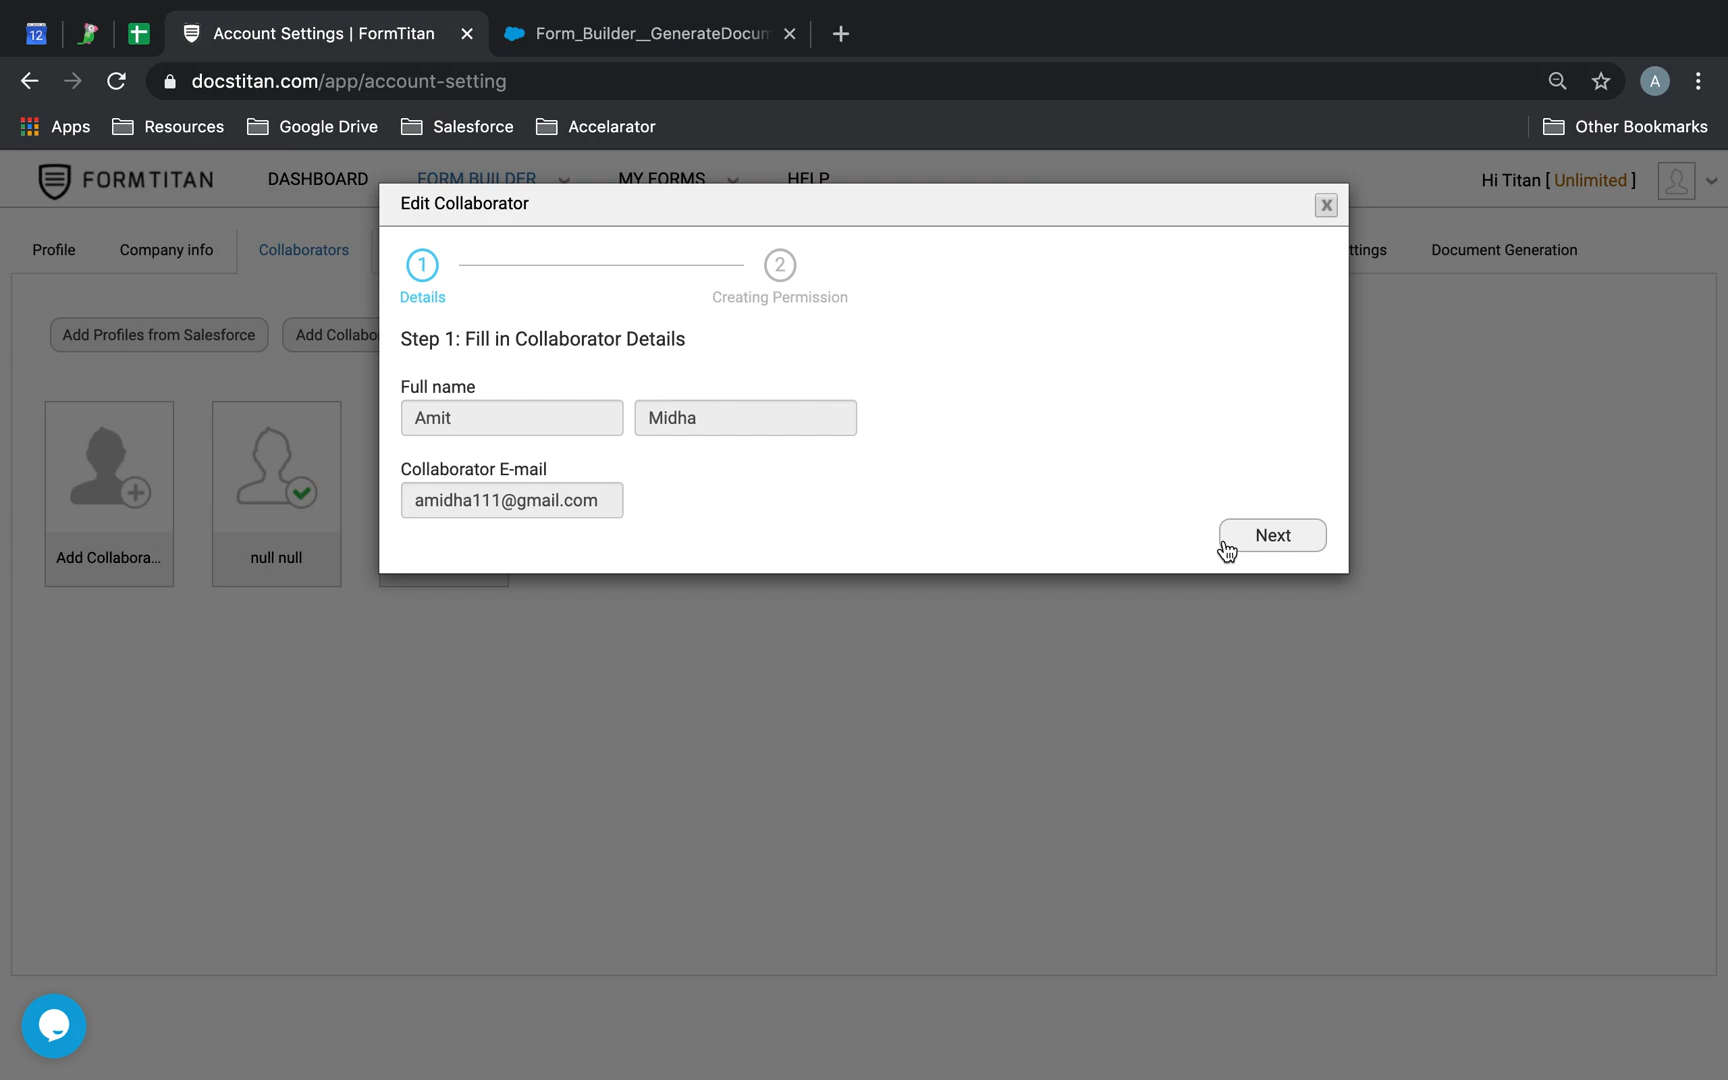 12
Account Settings | FormTitan
Form_Builder__GenerateDocum
docstitan.com/app/account-setting
A
Apps
Resources
Google Drive
Salesforce
Accelarator
Other Bookmarks
FORMTITAN
DASHBOARD
FORM BUILDER
MY FORMS
HELP
Hi Titan [ Unlimited ]
Edit Collaborator
X
Profile
Company info
Collaborators
ttings
Document Generation
1
2
Details
Creating Permission
Add Profiles from Salesforce
Add Collabo
Step 1: Fill in Collaborator Details
Full name
Amit
Midha
Collaborator E-mail
amidha111@gmail.com
Next
Add Collabora...
null null